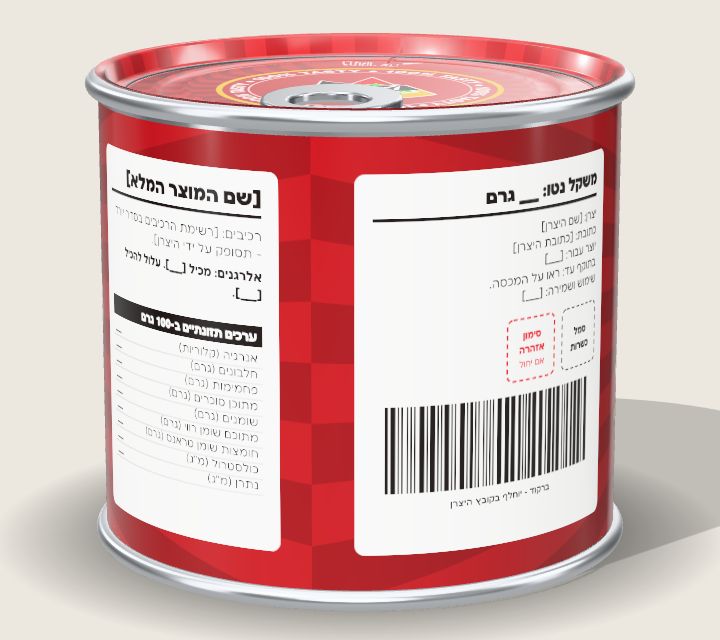 100% TASTY
[שם המוצר המלא]
רכיבים: [רשימת הרכיבים בסדר יורד
- תסופק על ידי היצרן]
אלרגנים: מכיל [__]. עלול להכיל
[__].
ערכים תזונתיים ב-100 גרם
אנרגיה (קלוריות) –
חלבונים (גרם) –
פחמימות (גרם) –
מתוכן סוכרים (גרם) –
שומנים (גרם) –
מתוכם שומן רווי (גרם) –
חומצות שומן טראנס (גרם) –
כולסטרול (מ"ג) –
נתרן (מ"ג) –
משקל נטו: __ גרם
יצרן: [שם היצרן]
כתובת: [כתובת היצרן]
יוצר עבור: [__]
בתוקף עד: ראו על המכסה.
שימוש ושמירה: [__]
סמל
כשרות
סימון
אזהרה
אם יחול
ברקוד - יוחלף בקובץ היצרן